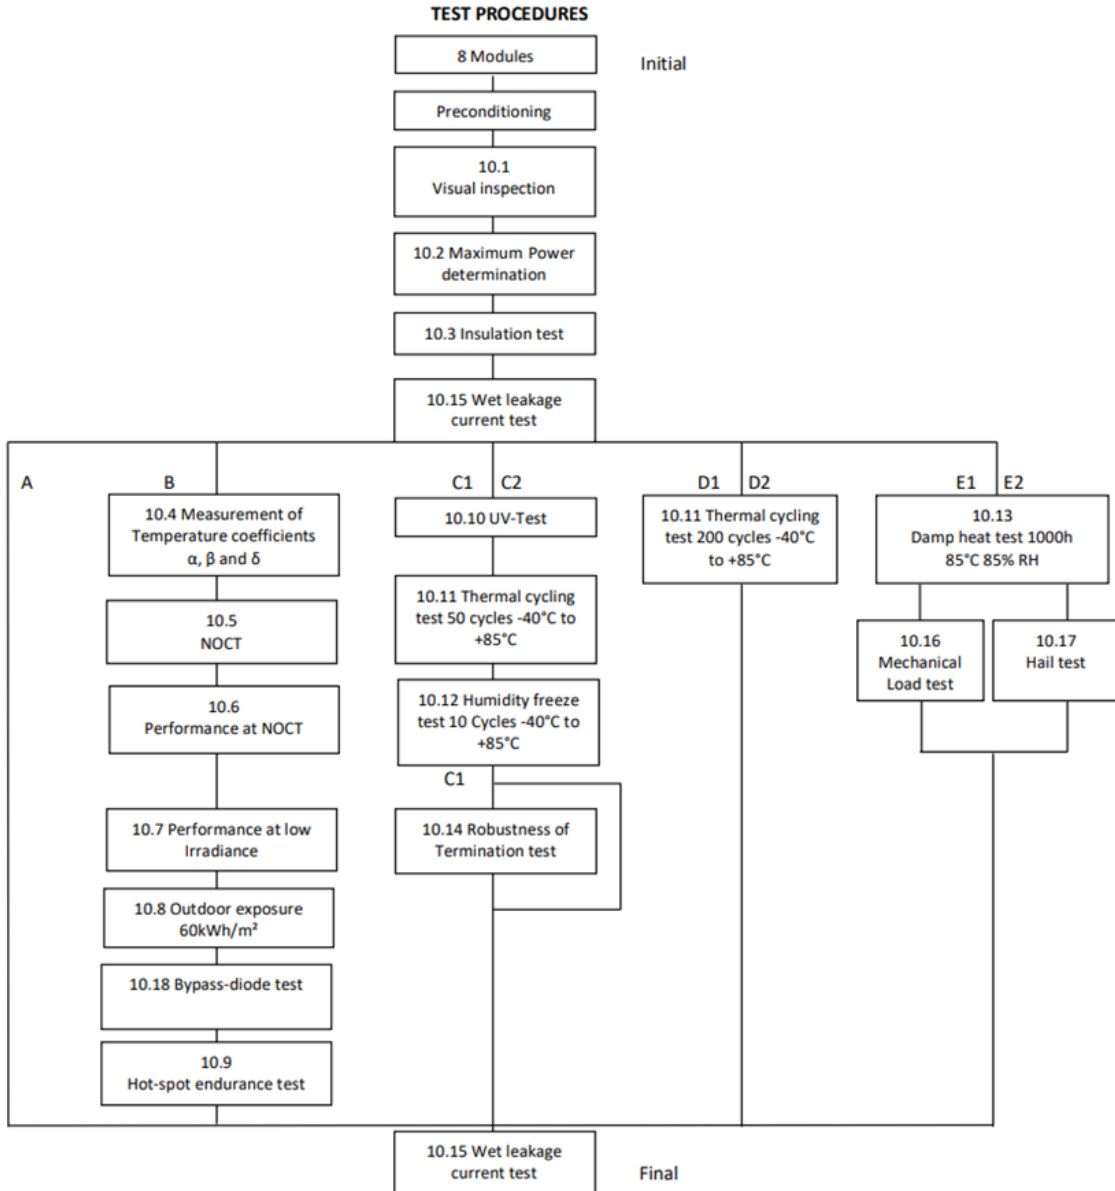 TEST PROCEDURES
8 Modules
Initial
Preconditioning
10.1
Visual inspection
10.2 Maximum Power
determination
10.3 Insulation test
10.15 Wet leakage
current test
A
B
10.4 Measurement of
Temperature coefficients
α, β and δ
10.5
NOCT
10.6
Performance at NOCT
10.7 Performance at low
Irradiance
10.8 Outdoor exposure
60kWh/m²
10.18 Bypass-diode test
10.9
Hot-spot endurance test
C1 C2
10.10 UV-Test
10.11 Thermal cycling
test 50 cycles -40°C to
+85°C
10.12 Humidity freeze
test 10 Cycles -40°C to
+85°C
C1
10.14 Robustness of
Termination test
D1 D2
10.11 Thermal cycling
test 200 cycles -40°C
to +85°C
E1 E2
10.13
Damp heat test 1000h
85°C 85% RH
10.16
Mechanical
Load test
10.17
Hail test
10.15 Wet leakage
current test
Final